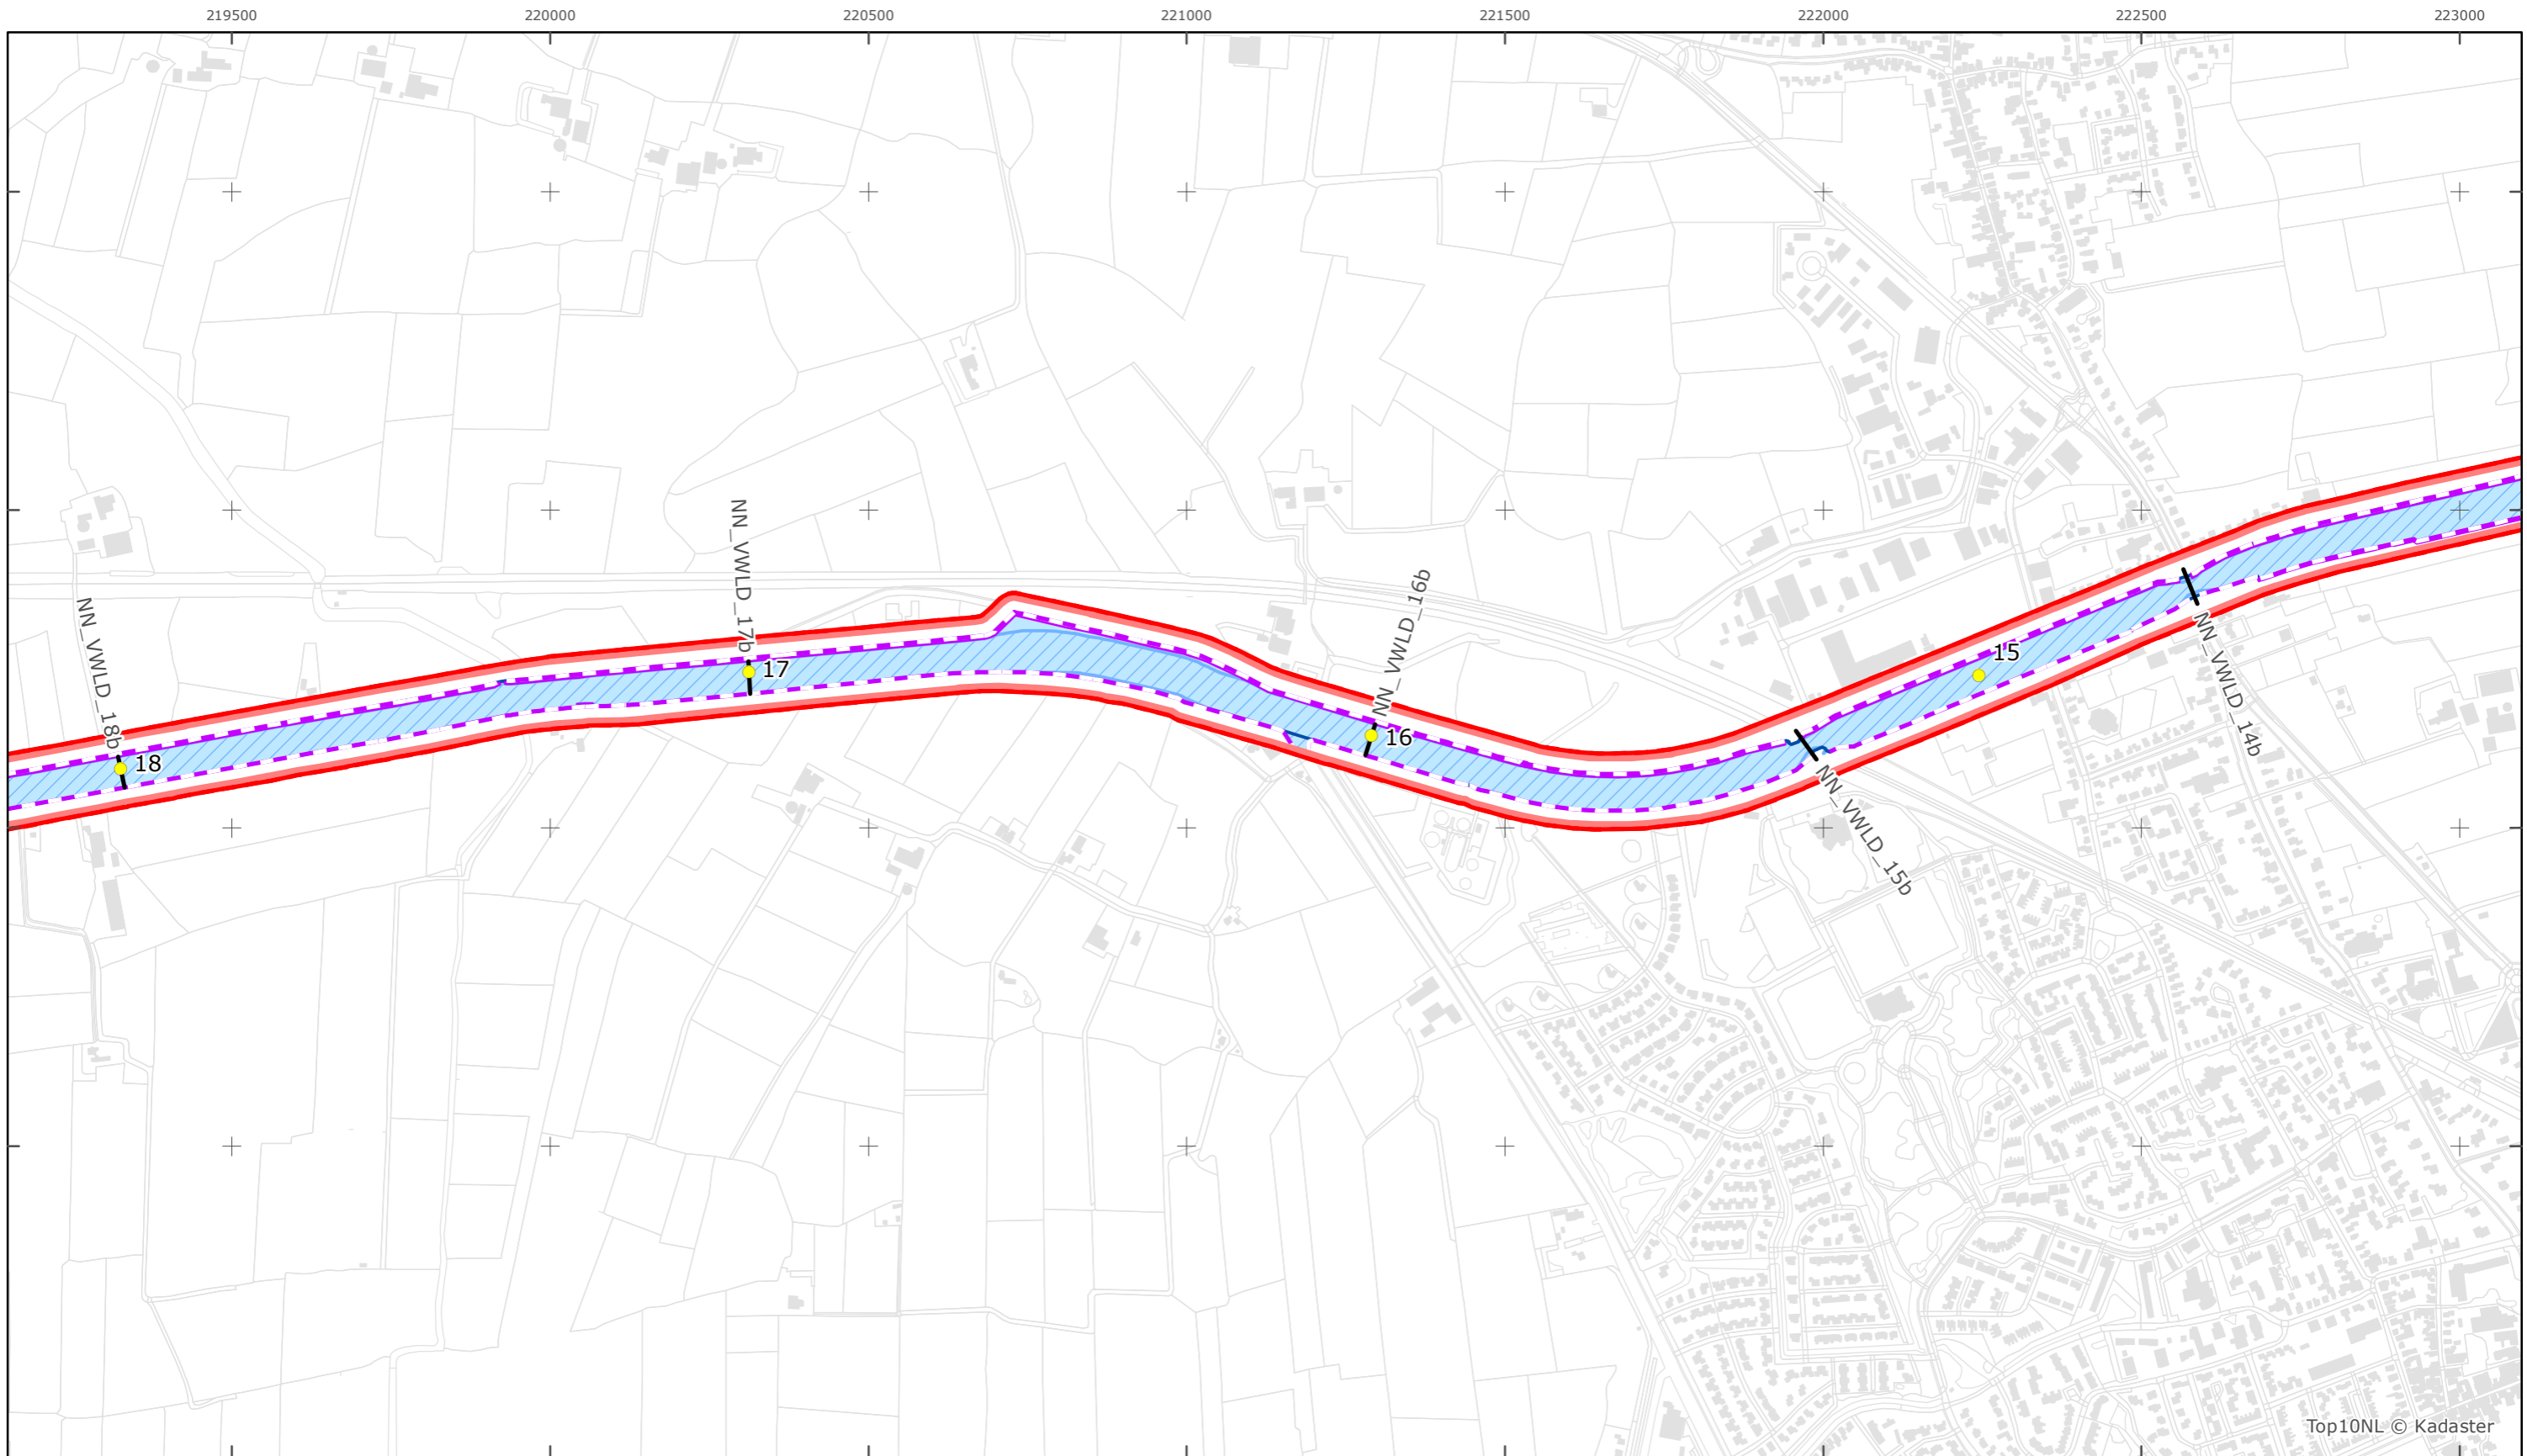 219500 220000 220500 221000 221500 222000 222500 223000
NN_VWLD_17b
NN_VWLD_16b
NN_VWLD_18b
NN_VWLD_14b
15
17
16
18
NN_VWLD_15b
Top10NL © Kadaster